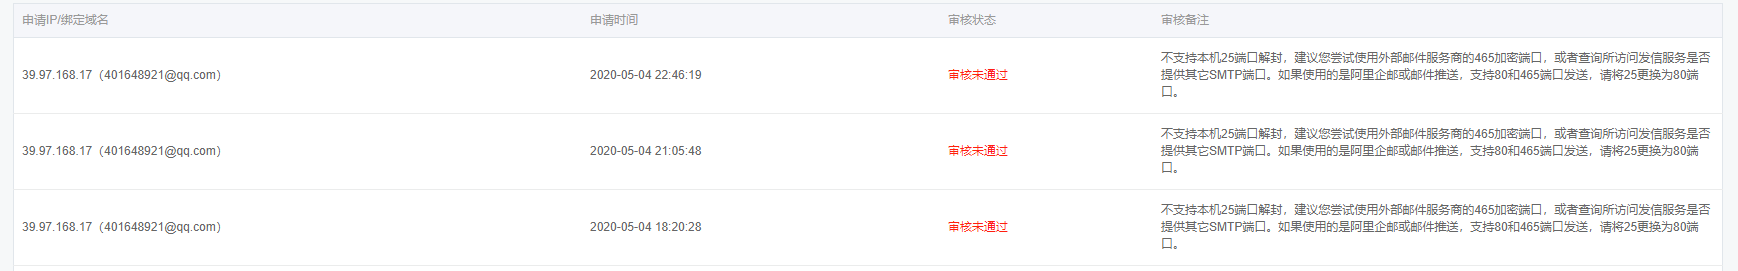 申请IP/绑定域名 申请时间 审核状态 审核备注
不支持本机25端口解封，建议您尝试使用外部邮件服务商的465加密端口，或者查询所访问发信服务是否
39.97.168.17（401648921@qq.com） 2020-05-04 22:46:19 审核未通过 提供其它SMTP端口。如果使用的是阿里企邮或邮件推送，支持80和465端口发送，请将25更换为80端
口。
不支持本机25端口解封，建议您尝试使用外部邮件服务商的465加密端口，或者查询所访问发信服务是否
39.97.168.17（401648921@qq.com） 2020-05-04 21:05:48 审核未通过 提供其它SMTP端口。如果使用的是阿里企邮或邮件推送，支持80和465端口发送，请将25更换为80端
口。
不支持本机25端口解封，建议您尝试使用外部邮件服务商的465加密端口，或者查询所访问发信服务是否
39.97.168.17（401648921@qq.com） 2020-05-04 18:20:28 审核未通过 提供其它SMTP端口。如果使用的是阿里企邮或邮件推送，支持80和465端口发送，请将25更换为80端
口。